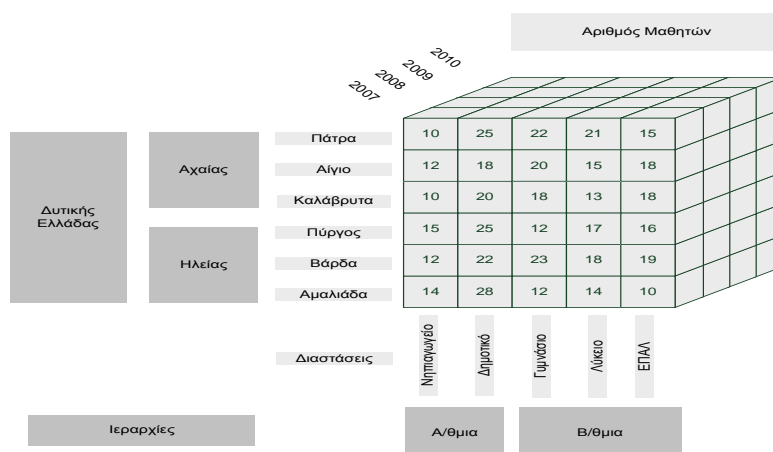 Αριθμός Μαθητών
2010
2009
2008
2007
Πάτρα 10 25 22 21 15
Αίγιο 12 18 20 15 18
Αχαίας
Καλάβρυτα 10 20 18 13 18
Δυτικής
Ελλάδας
Πύργος 15 25 12 17 16
Ηλείας
Βάρδα 12 22 23 18 19
Αμαλιάδα 14 28 12 14 10
Διαστάσεις
Νηπιαγωγείο
Δημοτικό
Γυμνάσιο
Λύκειο
ΕΠΑΛ
Ιεραρχίες
Α/θμια
Β/θμια